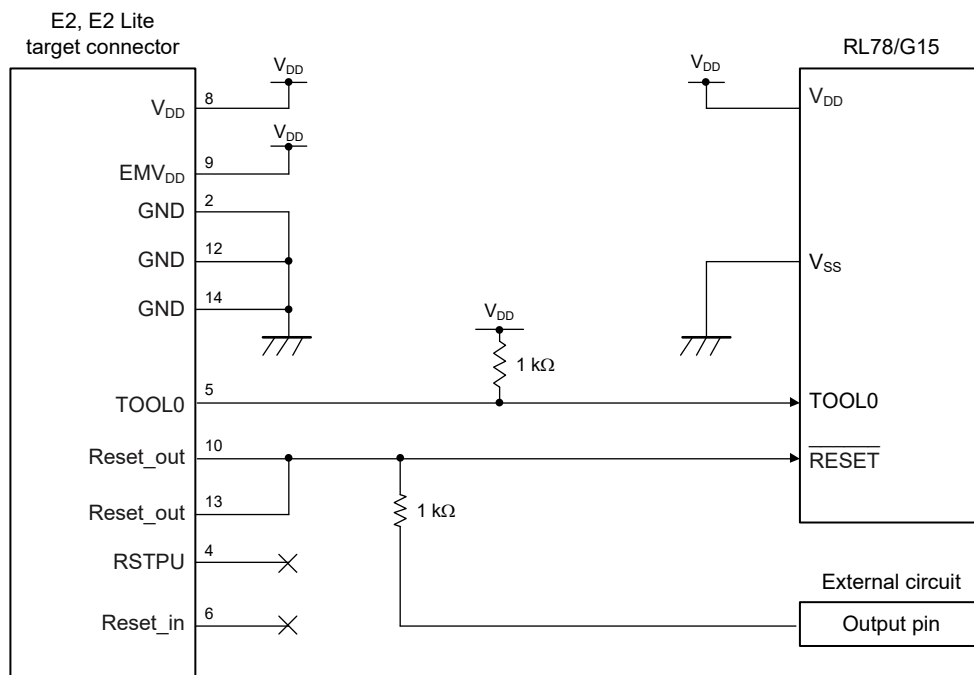 E2, E2 Lite
target connector
RL78/G15
VDD
8
VDD
VDD
VDD
VDD
9
EMVDD
2
GND
12
GND
VSS
14
GND
VDD
1 kΩ
5
TOOL0
TOOL0
10
Reset_out
RESET
13
Reset_out
1 kΩ
4
RSTPU
External circuit
6
Reset_in
Output pin